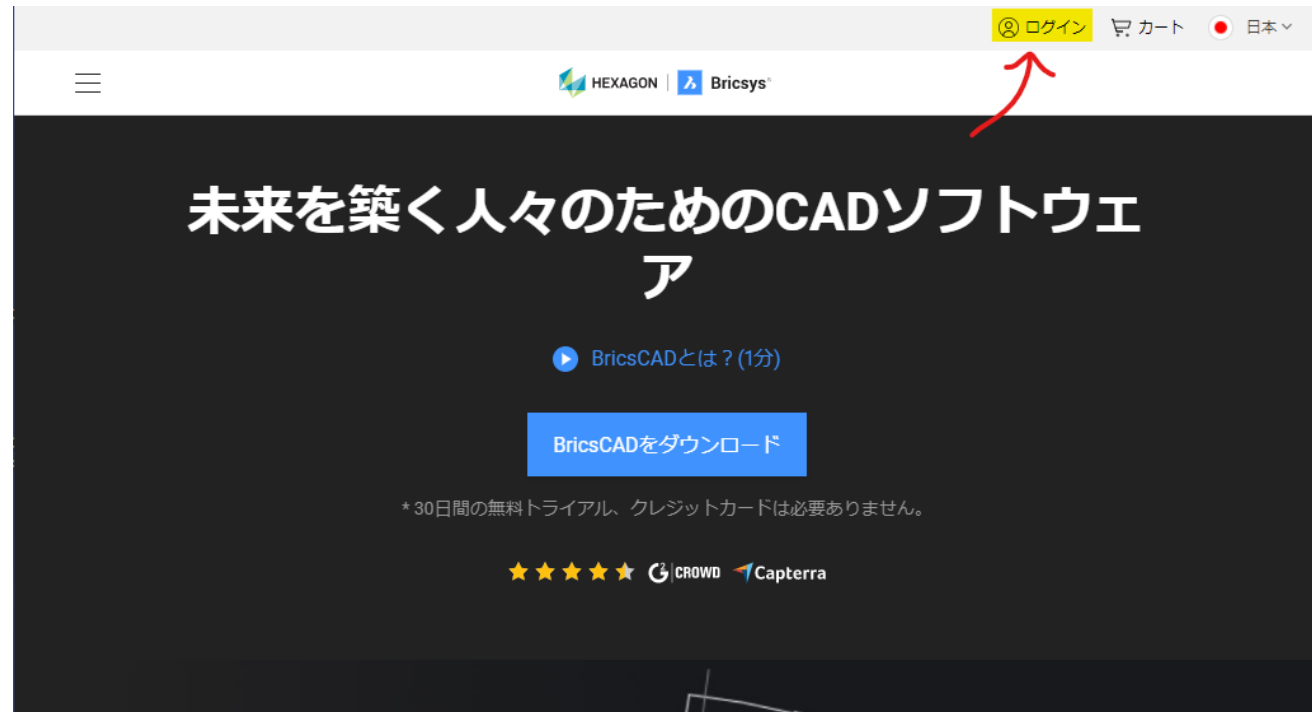 ログイン カート 日本
HEXAGON | Bricsys®
未来を築く人々のためのCADソフトウェ
ア
BricsCADとは？(1分)
BricsCADをダウンロード
* 30日間の無料トライアル、クレジットカードは必要ありません。
G2 | CROWD Capterra